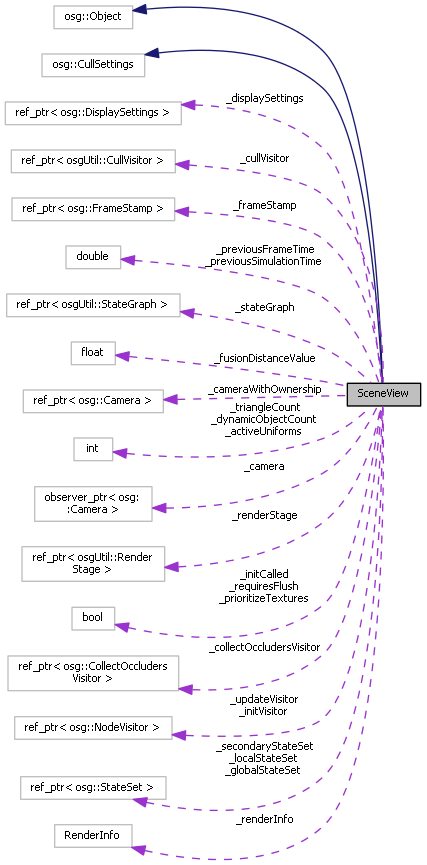 osg::Object
osg::CullSettings
_displaySettings
ref_ptr< osg::DisplaySettings >
_cullVisitor
ref_ptr< osgUtil::CullVisitor >
_frameStamp
ref_ptr< osg::FrameStamp >
_previousFrameTime
_previousSimulationTime
double
_stateGraph
ref_ptr< osgUtil::StateGraph >
_fusionDistanceValue
float
SceneView
_cameraWithOwnership
ref_ptr< osg::Camera >
_triangleCount
_dynamicObjectCount
_activeUniforms
int
_camera
observer_ptr< osg:
:Camera >
_renderStage
ref_ptr< osgUtil::Render
Stage >
_initCalled
_requiresFlush
_prioritizeTextures
bool
_collectOccludersVisitor
ref_ptr< osg::CollectOccluders
Visitor >
_updateVisitor
_initVisitor
ref_ptr< osg::NodeVisitor >
_secondaryStateSet
_localStateSet
_globalStateSet
ref_ptr< osg::StateSet >
_renderInfo
RenderInfo